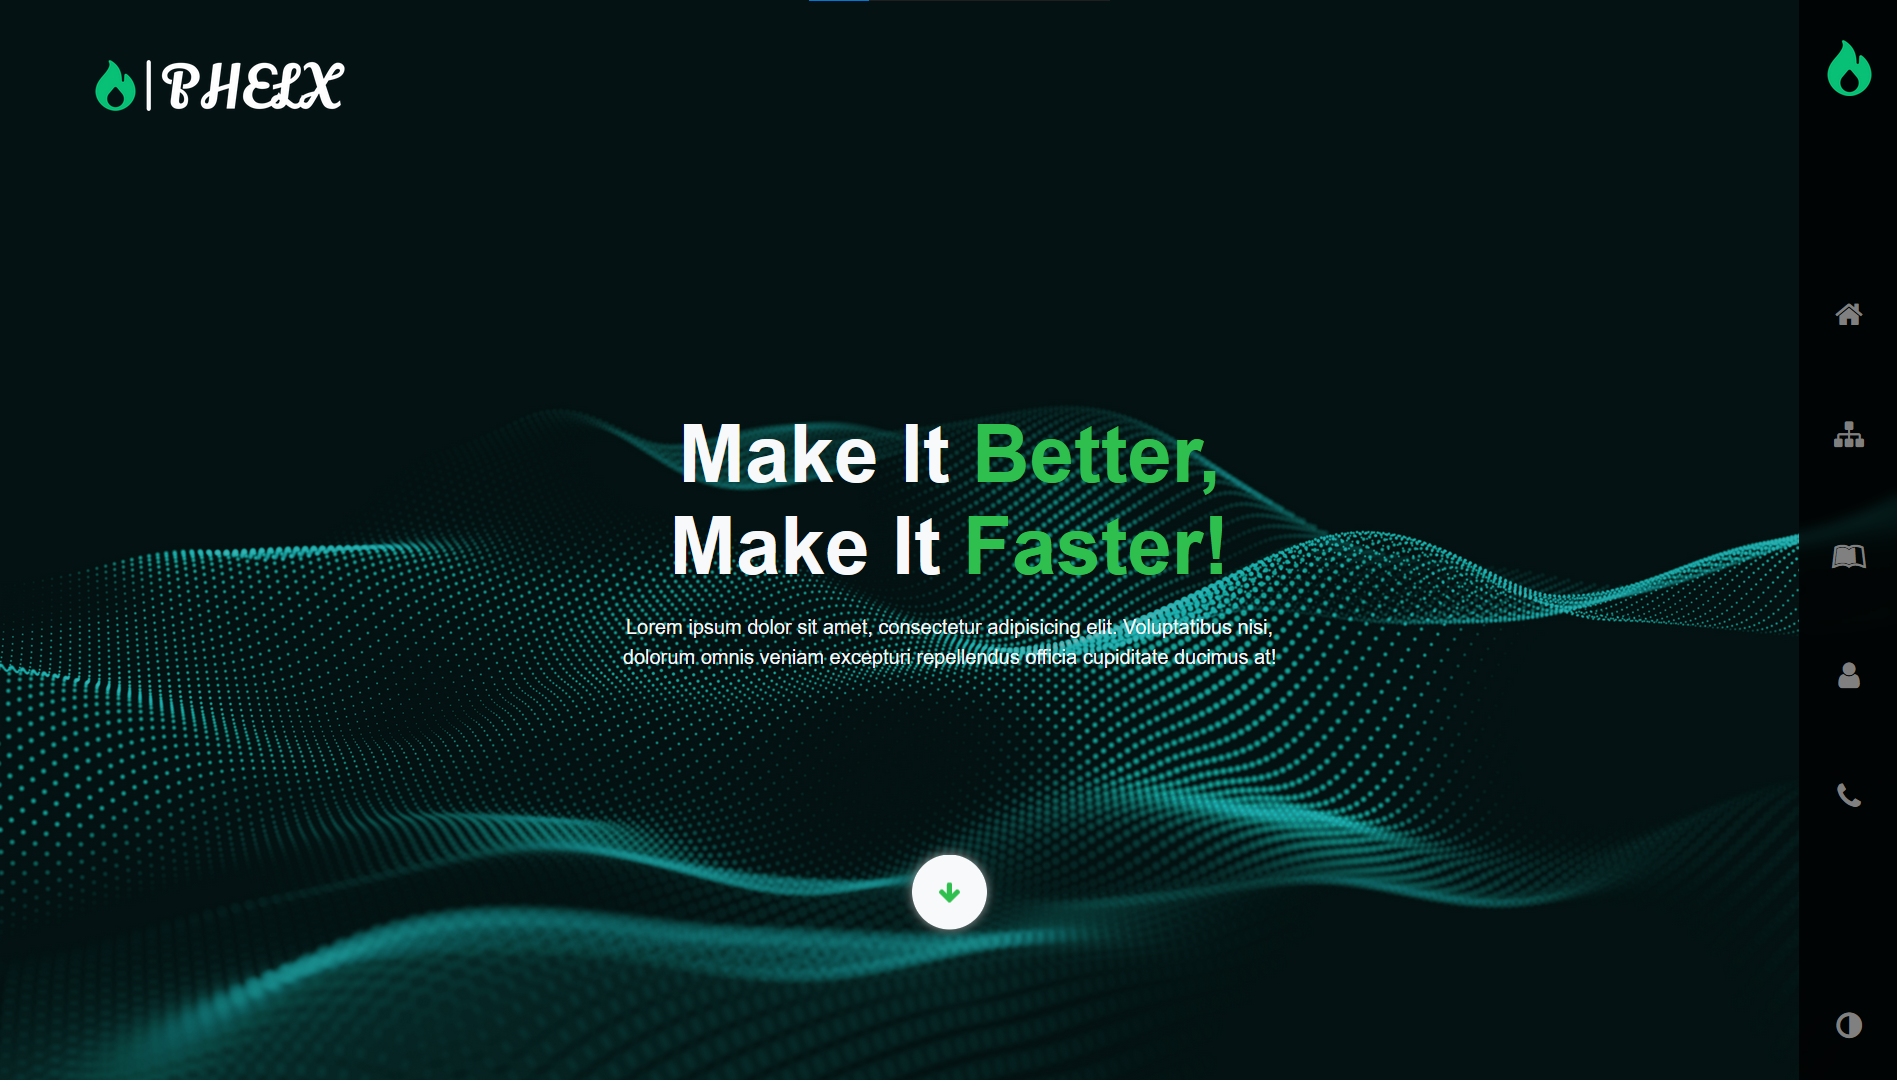 PHELX
Make It Better,
Make It Faster!
Lorem ipsum dolor sit amet, consectetur adipisicing elit. Voluptatibus nisi,
dolorum omnis veniam excepturi repellendus officia cupiditate ducimus at!